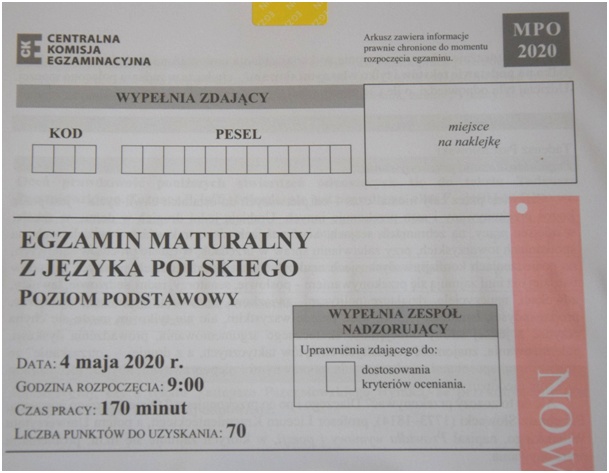 CKE
CENTRALNA
KOMISJA
EGZAMINACYJNA
Arkusz zawiera informacje
prawnie chronione do momentu
rozpoczęcia egzaminu.
MPO
2020
WYPEŁNIA ZDAJĄCY
KOD PESEL
miejsce
na naklejkę
EGZAMIN MATURALNY
Z JĘZYKA POLSKIEGO
POZIOM PODSTAWOWY
DATA: 4 maja 2020 r.
GODZINA ROZPOCZĘCIA: 9:00
CZAS PRACY: 170 minut
LICZBA PUNKTÓW DO UZYSKANIA: 70
WYPEŁNIA ZESPÓŁ
NADZORUJĄCY
Uprawnienia zdającego do:
dostosowania
kryteriów oceniania.
NOW